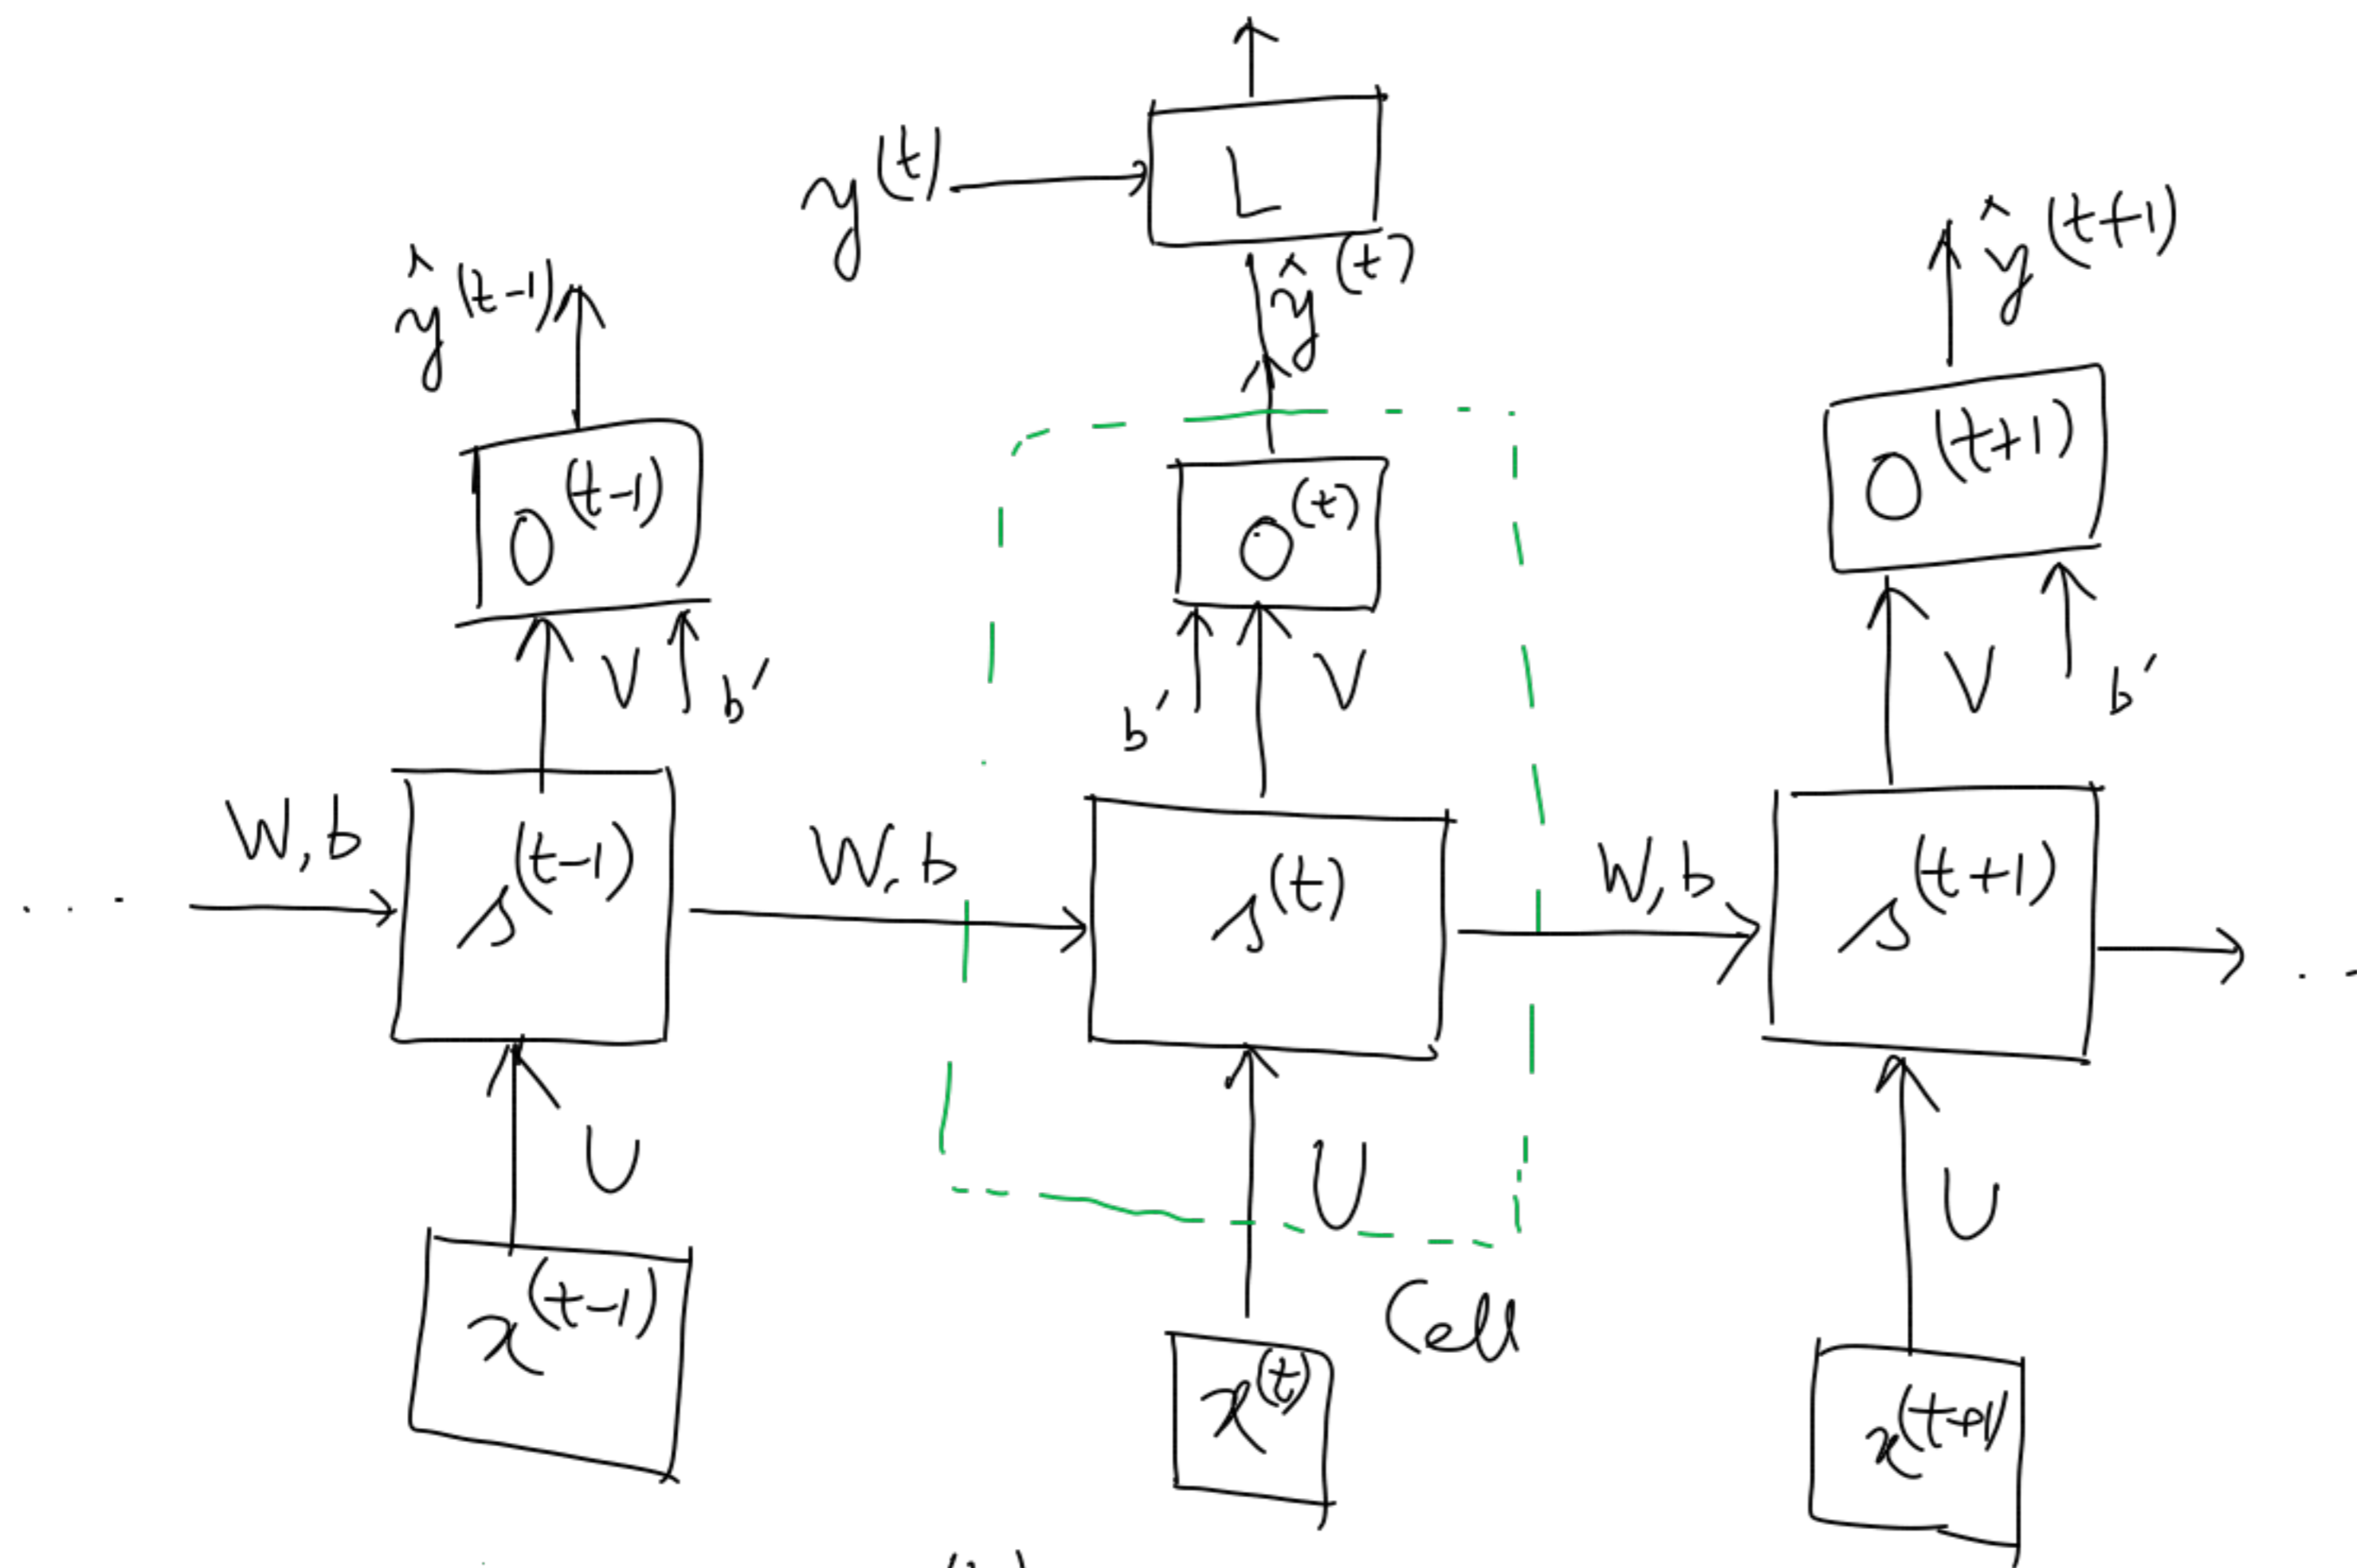 y^(t) L
ŷ^(t-1) ŷ^(t) ŷ^(t+1)
o^(t-1) o^(t) o^(t+1)
V b' b' V V b'
W, b s^(t-1) W, b s^(t) W, b s^(t+1)
... ...
U U U
Cell
x^(t-1) x^(t) x^(t+1)